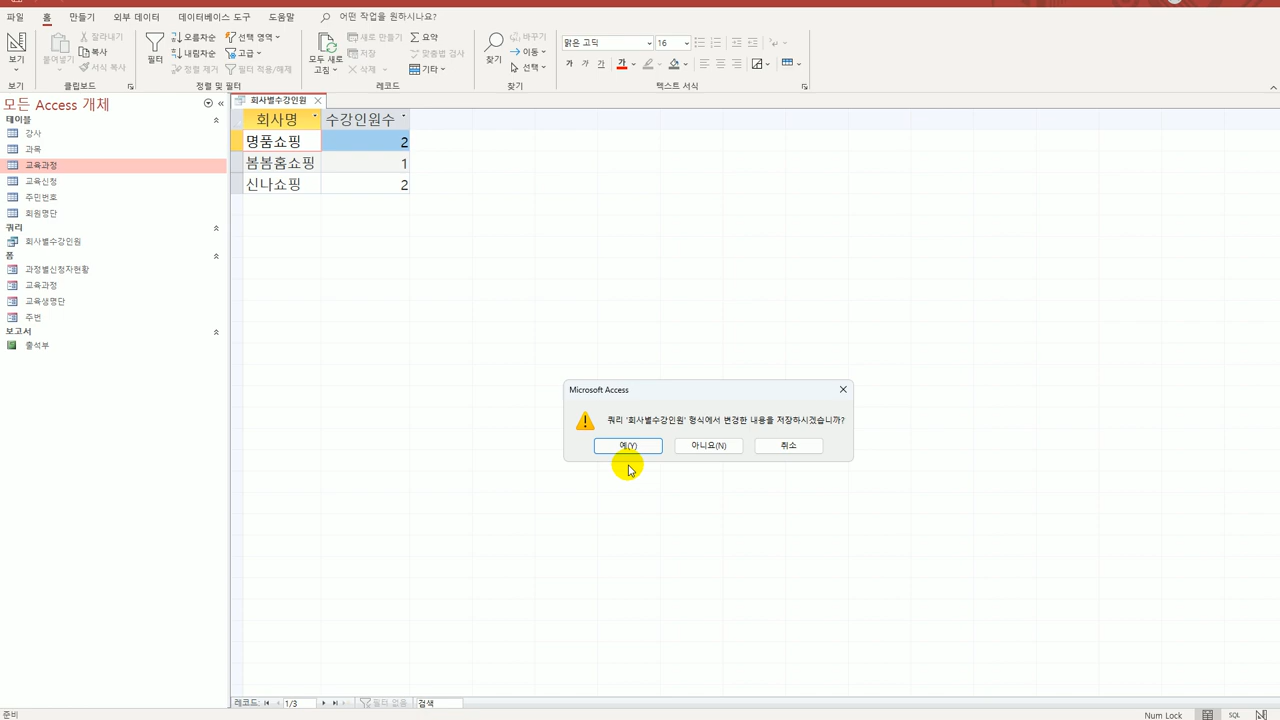 파일 홈 만들기 외부 데이터 데이터베이스 도구 도움말 어떤 작업을 원하시나요?
보기
붙여넣기
잘라내기
복사
서식 복사
필터
오름차순
내림차순
정렬 제거
선택 영역
고급
필터 적용/해제
모두 새로 고침
새로 만들기
저장
삭제
요약
맞춤법 검사
기타
찾기
바꾸기
이동
선택
맑은 고딕 16
가 가 가 가
보기 클립보드 정렬 및 필터 레코드 찾기 텍스트 서식
모든 Access 개체
테이블
강사
과목
교육과정
교육신청
주민번호
회원명단
쿼리
회사별수강인원
폼
과정별신청자현황
교육과정
교육생명단
주번
보고서
출석부
회사별수강인원
회사명 수강인원수
명품쇼핑 2
봄봄홈쇼핑 1
신나쇼핑 2
Microsoft Access
쿼리 '회사별수강인원' 형식에서 변경한 내용을 저장하시겠습니까?
예(Y) 아니요(N) 취소
레코드: 1/3 필터 없음 검색
준비 Num Lock SQL